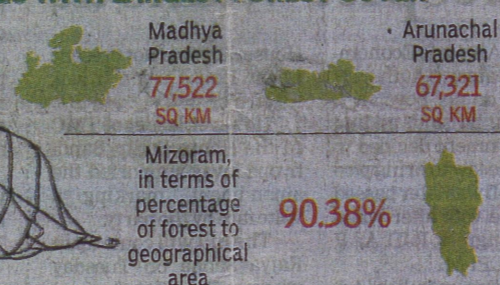 Madhya
Pradesh
77,522
SQ KM
Arunachal
Pradesh
67,321
SQ KM
Mizoram,
in terms of
percentage
of forest to
geographical
area
90.38%